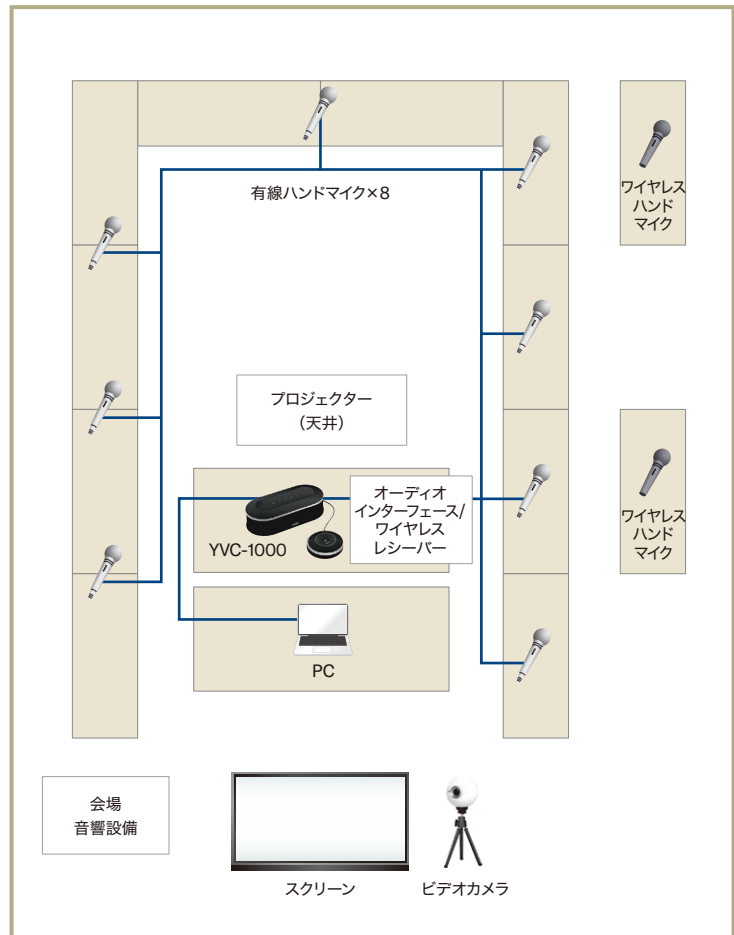 有線ハンドマイク×8
ワイヤレス
ハンド
マイク
プロジェクター
（天井）
オーディオ
インターフェース/
ワイヤレス
レシーバー
YVC-1000
ワイヤレス
ハンド
マイク
PC
会場
音響設備
スクリーン
ビデオカメラ